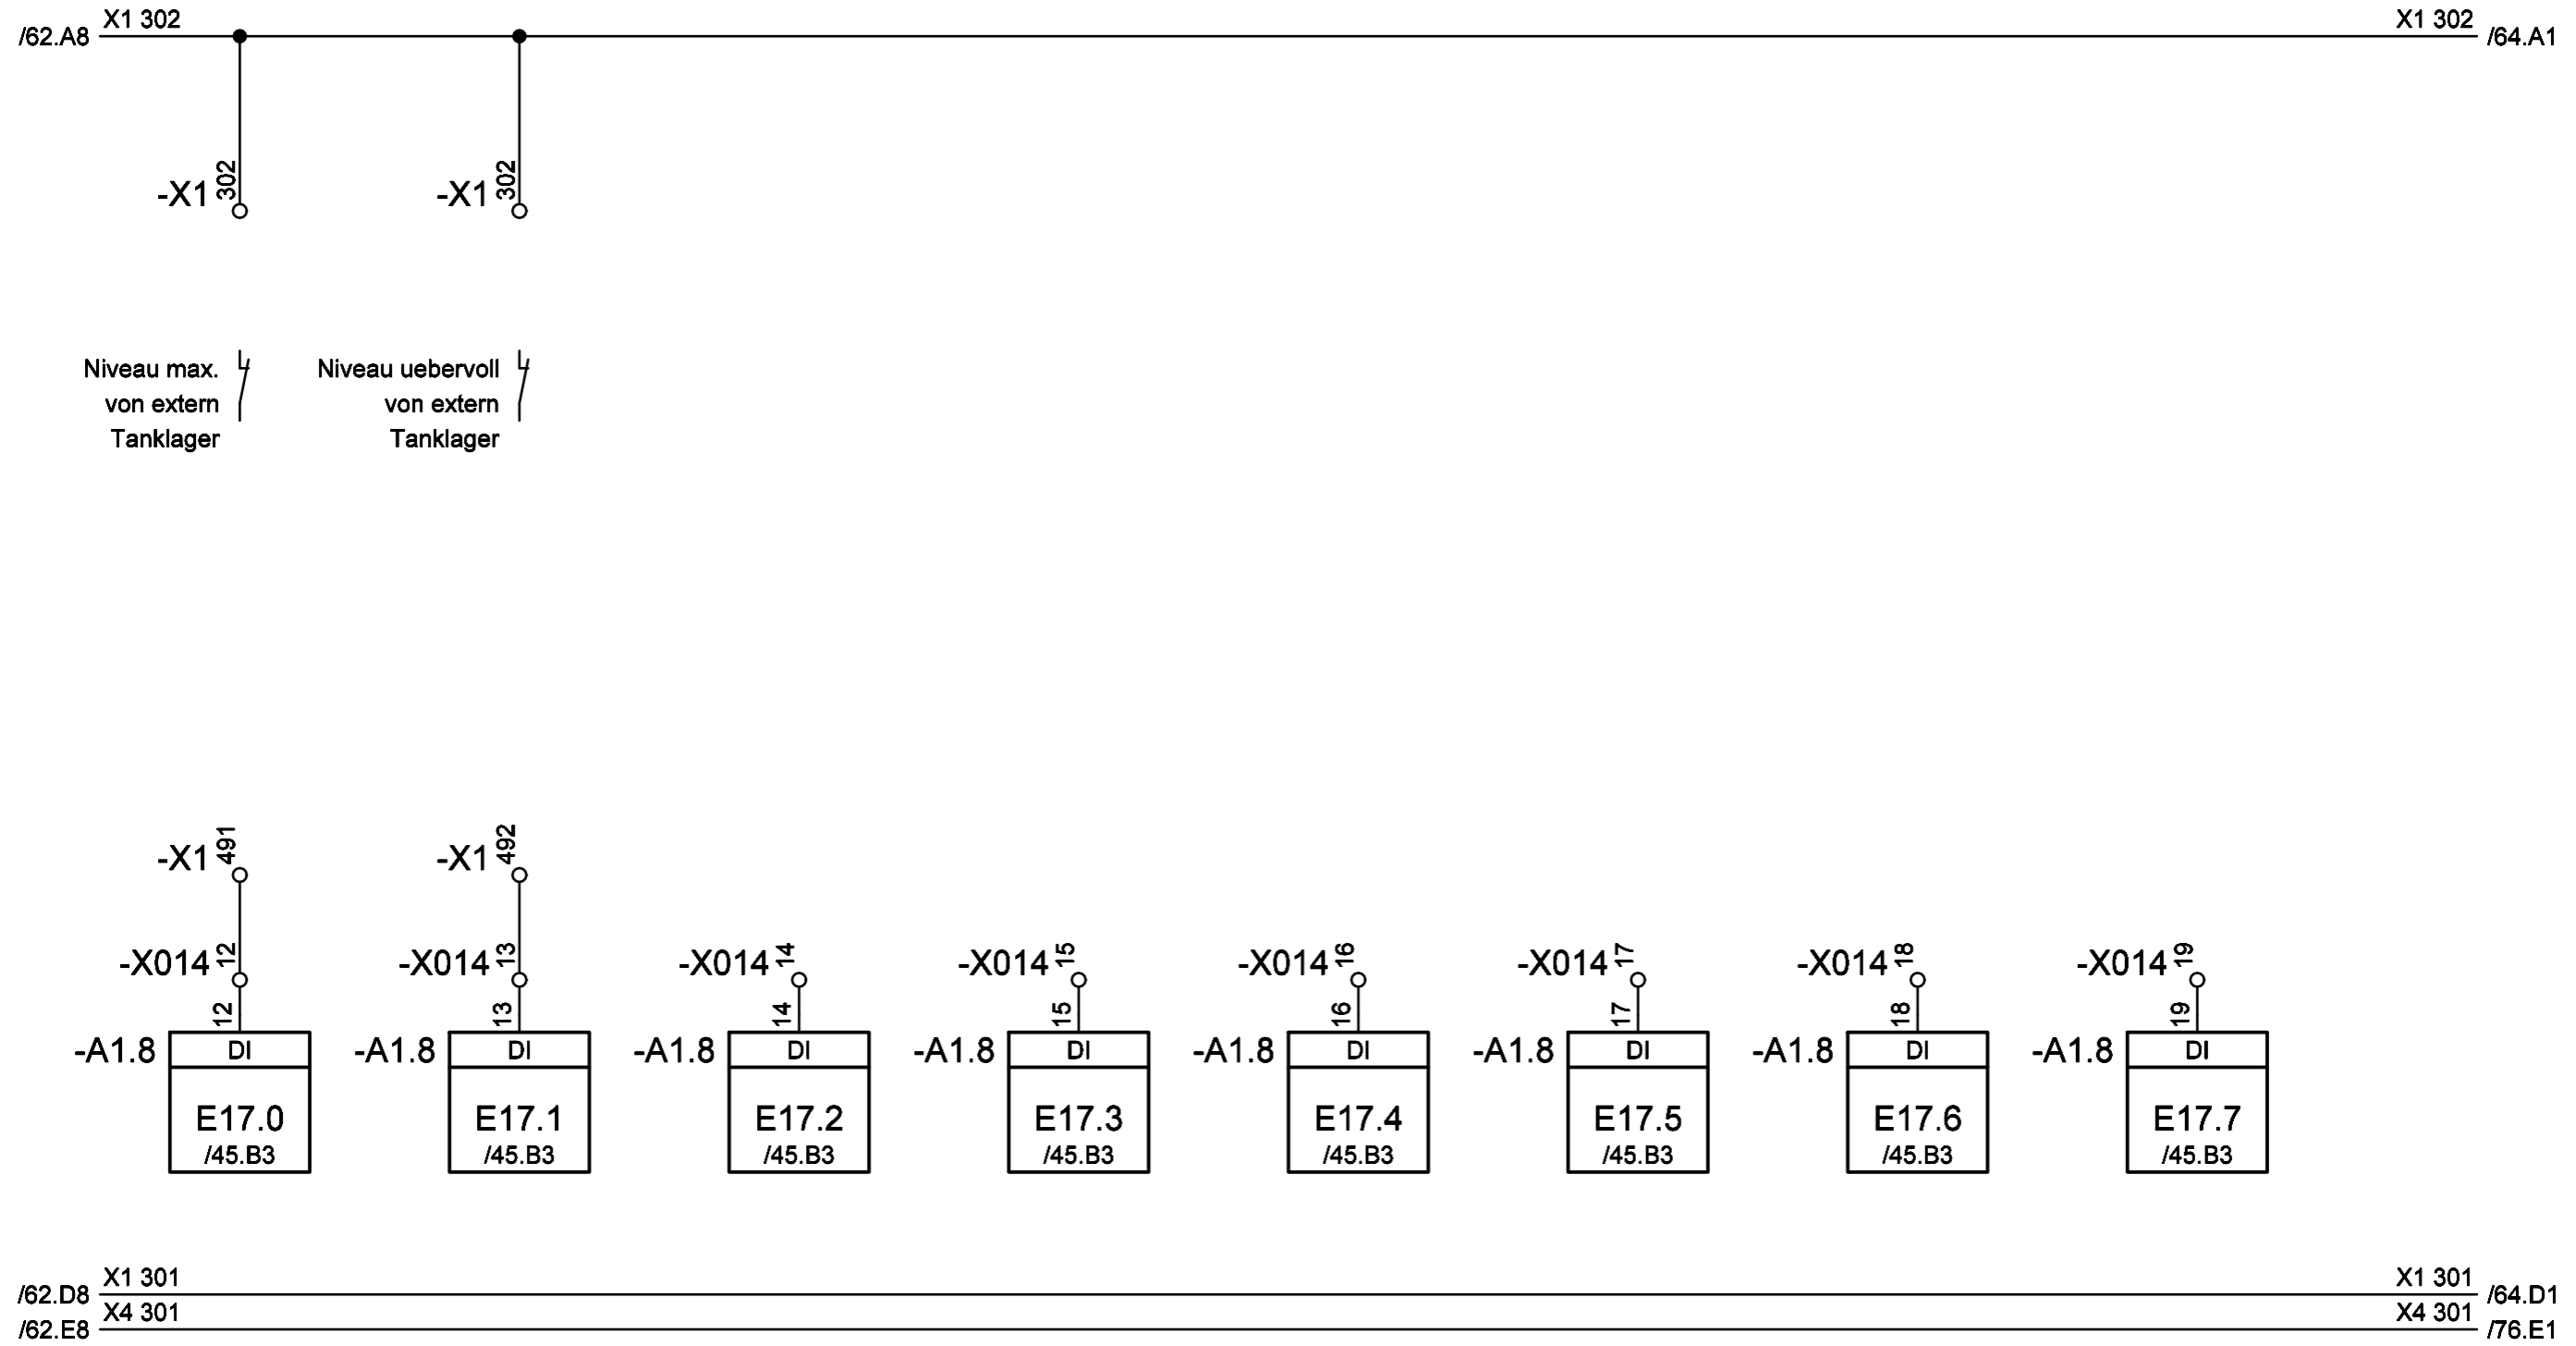 X1 302
X1 302
/62.A8
/64.A1
-X1 302
-X1 302
Niveau max.
von extern
Tanklager
Niveau uebervoll
von extern
Tanklager
-X1 491
-X1 492
-X014 12
-X014 13
-X014 14
-X014 15
-X014 16
-X014 17
-X014 18
-X014 19
12
13
14
15
16
17
18
19
-A1.8 DI
-A1.8 DI
-A1.8 DI
-A1.8 DI
-A1.8 DI
-A1.8 DI
-A1.8 DI
-A1.8 DI
E17.0
/45.B3
E17.1
/45.B3
E17.2
/45.B3
E17.3
/45.B3
E17.4
/45.B3
E17.5
/45.B3
E17.6
/45.B3
E17.7
/45.B3
X1 301
X1 301
/62.D8
/64.D1
X4 301
X4 301
/62.E8
/76.E1